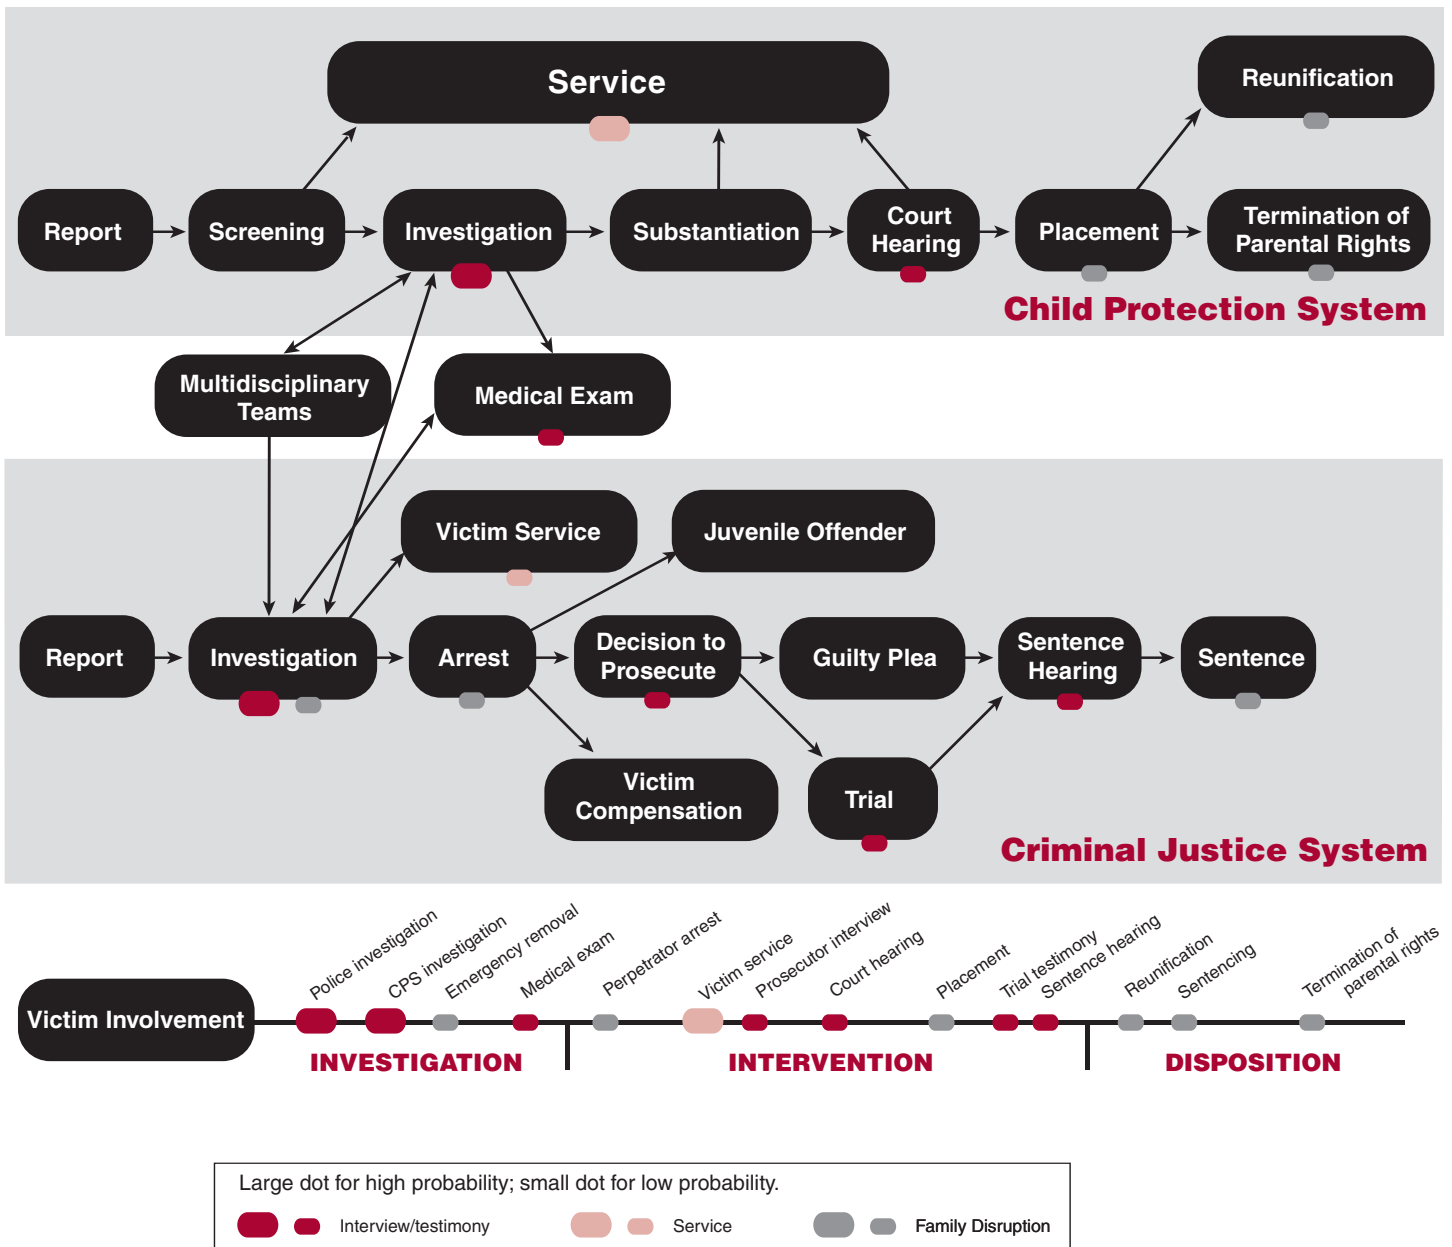 Service
Reunification
Report
Screening
Investigation
Substantiation
Court
Hearing
Placement
Termination of
Parental Rights
Child Protection System
Multidisciplinary
Teams
Medical Exam
Victim Service
Juvenile Offender
Report
Investigation
Arrest
Decision to
Prosecute
Guilty Plea
Sentence
Hearing
Sentence
Victim
Compensation
Trial
Criminal Justice System
Victim Involvement
Police investigation
CPS investigation
Emergency removal
Medical exam
Perpetrator arrest
Victim service
Prosecutor interview
Court hearing
Placement
Trial testimony
Sentence hearing
Reunification
Sentencing
Termination of
parental rights
INVESTIGATION
INTERVENTION
DISPOSITION
Large dot for high probability; small dot for low probability.
Interview/testimony
Service
Family Disruption